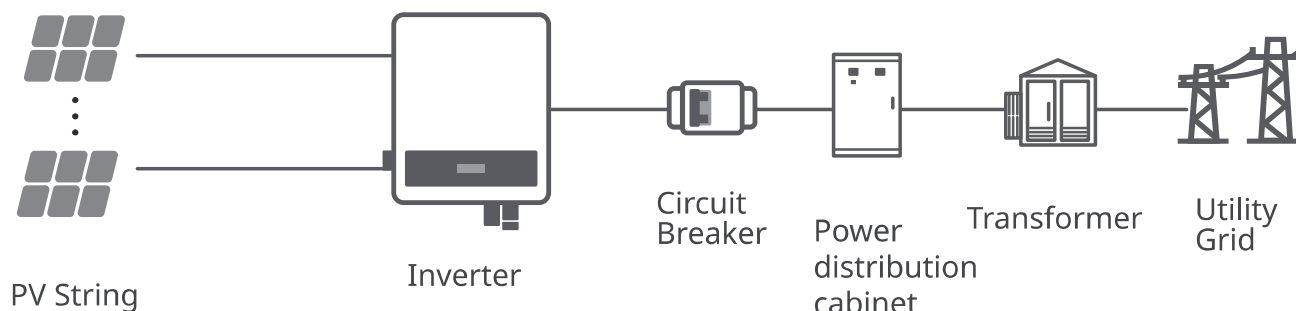 PV String
Inverter
Circuit
Breaker
Power
distribution
cabinet
Transformer
Utility
Grid